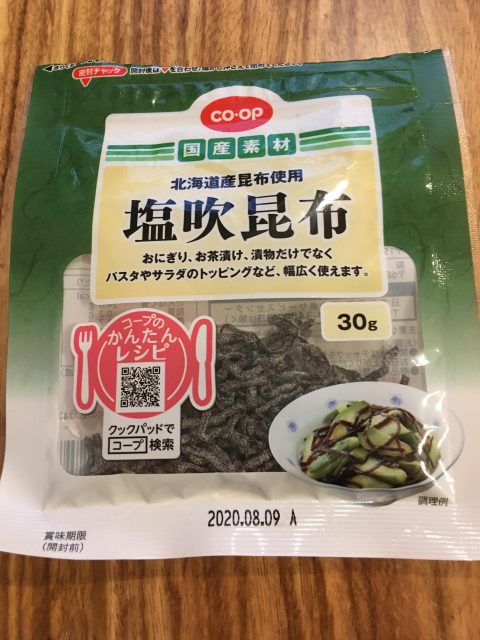 密封チャック
CO·OP
国産素材
北海道産昆布使用
塩吹昆布
おにぎり、お茶漬け、漬物だけでなく
パスタやサラダのトッピングなど、幅広く使えます。
30g
コープの
かんたん
レシピ
クックパッドで
コープ 検索
調理例
2020.08.09 A
賞味期限
(開封前)